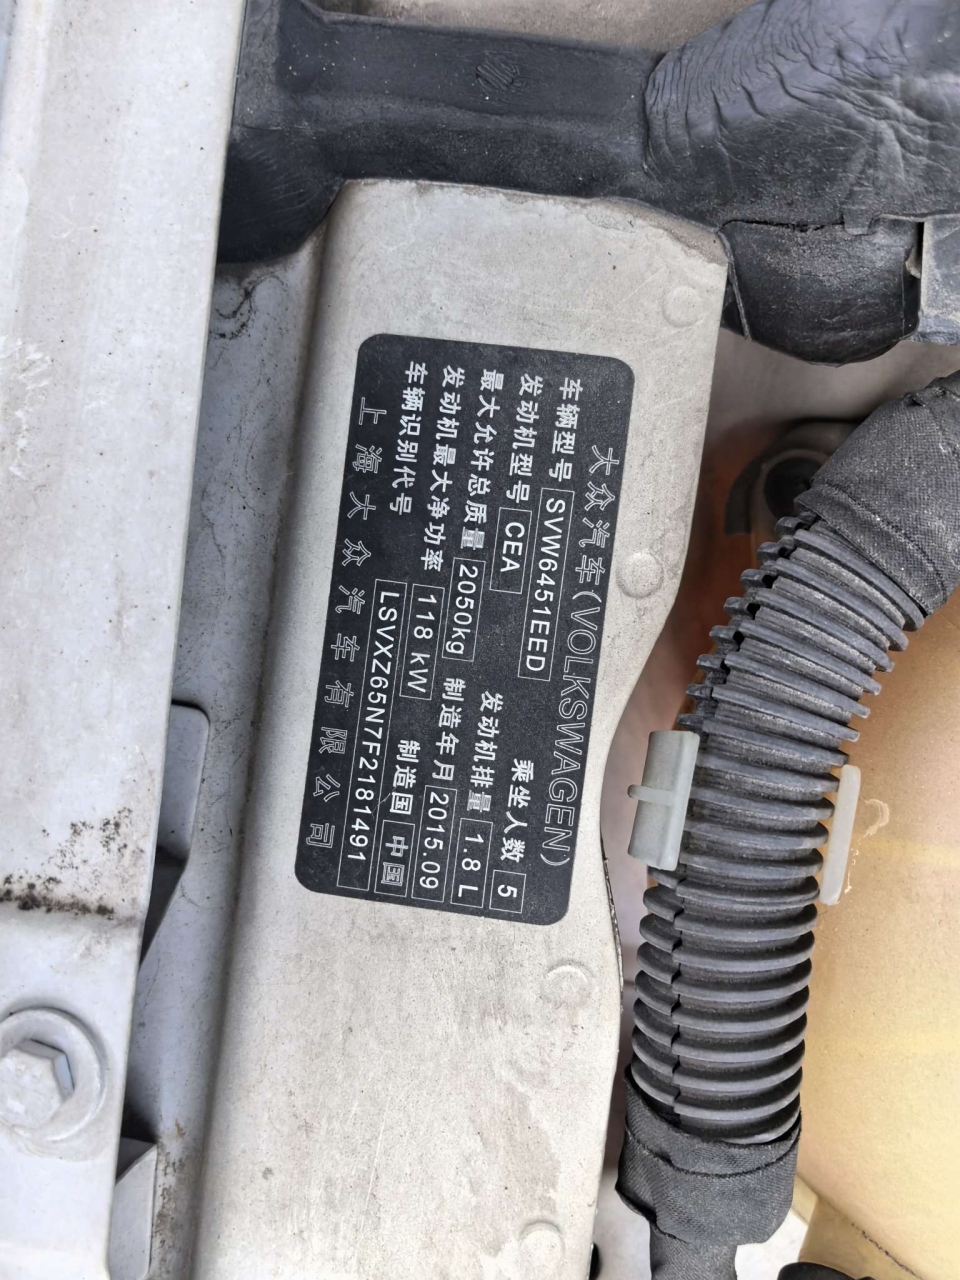 大众汽车(VOLKSWAGEN)
车辆型号 SVW6451EED 乘坐人数 5
发动机型号 CEA 发动机排量 1.8 L
最大允许总质量 2050kg 制造年月 2015.09
发动机最大净功率 118 kW 制造国 中国
车辆识别代号 LSVXZ65N7F2181491
上海大众汽车有限公司